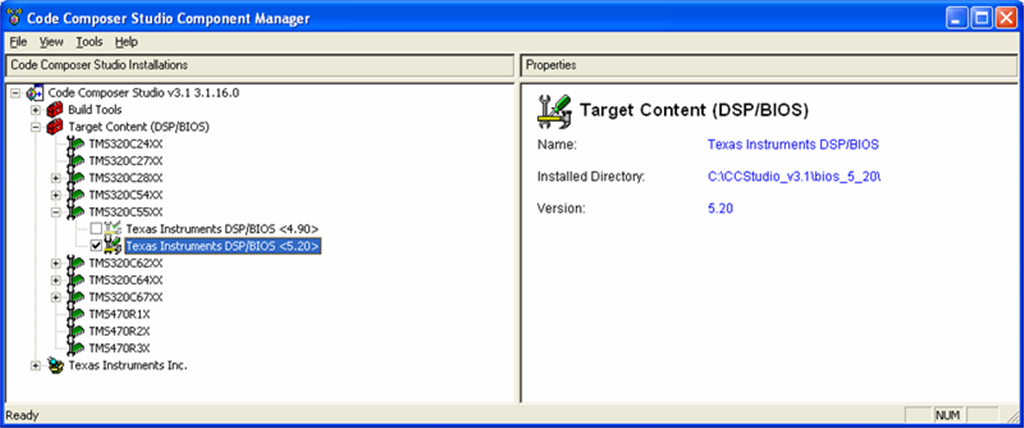 Code Composer Studio Component Manager
File View Tools Help
Code Composer Studio Installations
Properties
Code Composer Studio v3.1 3.1.16.0
Build Tools
Target Content (DSP/BIOS)
TMS320C24XX
TMS320C27XX
TMS320C28XX
TMS320C54XX
TMS320C55XX
Texas Instruments DSP/BIOS <4.90>
Texas Instruments DSP/BIOS <5.20>
TMS320C62XX
TMS320C64XX
TMS320C67XX
TMS470R1X
TMS470R2X
TMS470R3X
Texas Instruments Inc.
Target Content (DSP/BIOS)
Name: Texas Instruments DSP/BIOS
Installed Directory: C:\CCStudio_v3.1\bios_5_20\
Version: 5.20
Ready
NUM